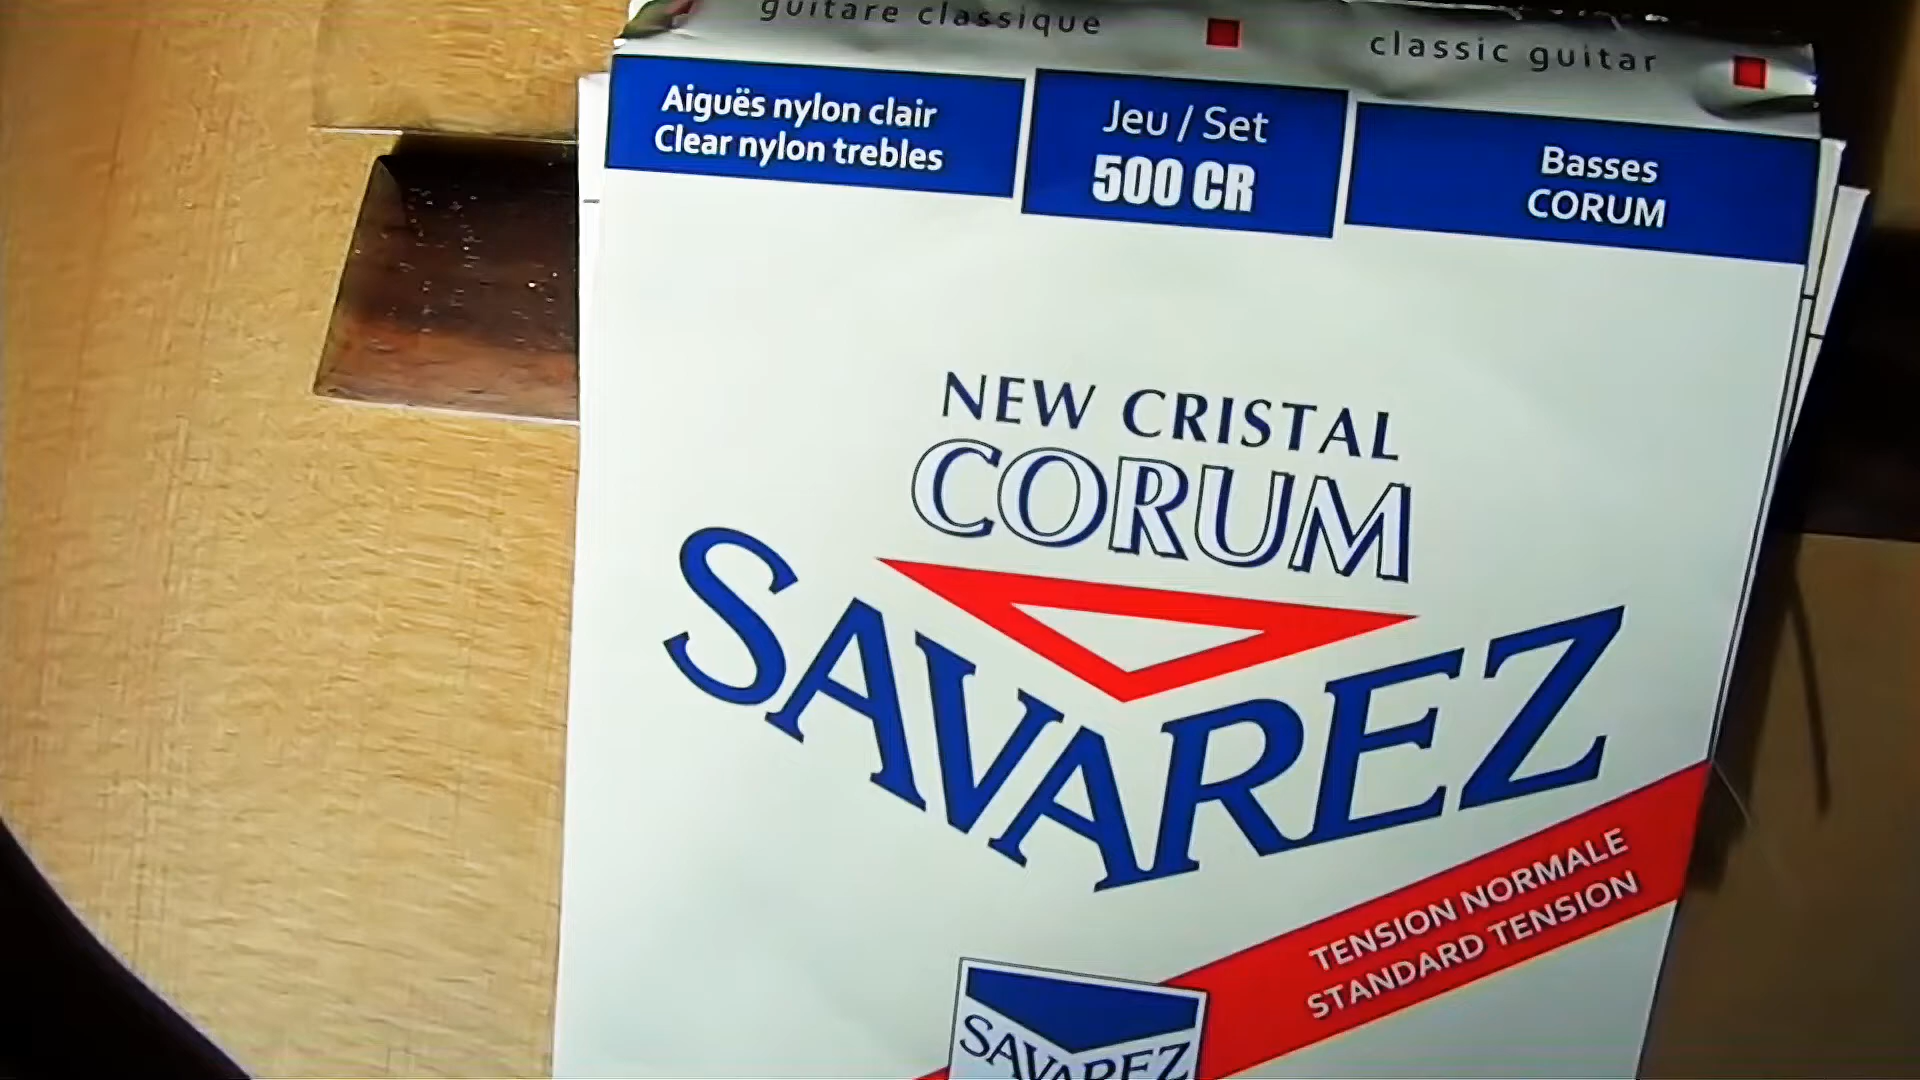 guitare classique
classic guitar
Aiguës nylon clair
Clear nylon trebles
Jeu / Set
500 CR
Basses
CORUM
NEW CRISTAL
CORUM
SAVAREZ
TENSION NORMALE
STANDARD TENSION
SAVAREZ